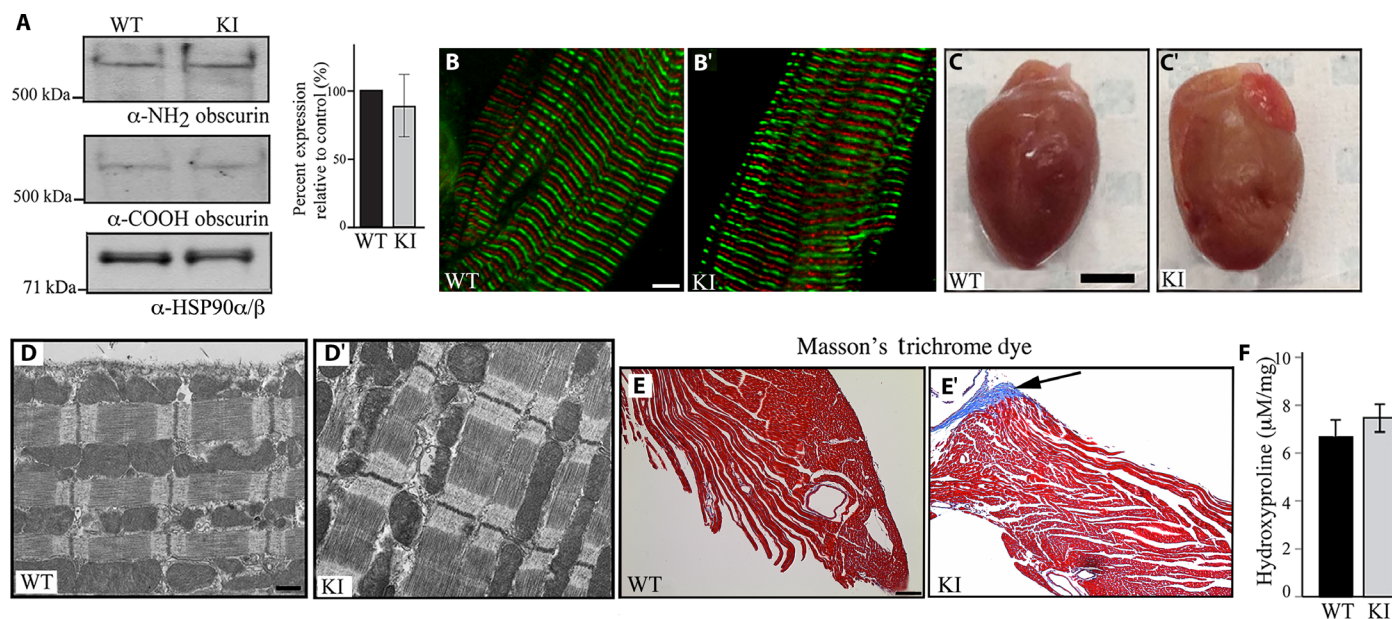 A
WT KI
500 kDa
α-NH2 obscurin
500 kDa
α-COOH obscurin
71 kDa
α-HSP90α/β
Percent expression
relative to control (%)
100
50
0
WT KI
B
WT
B'
KI
C
WT
C'
KI
D
WT
D'
KI
Masson's trichrome dye
E
WT
E'
KI
F
Hydroxyproline (µM/mg)
10
8
6
4
2
0
WT KI